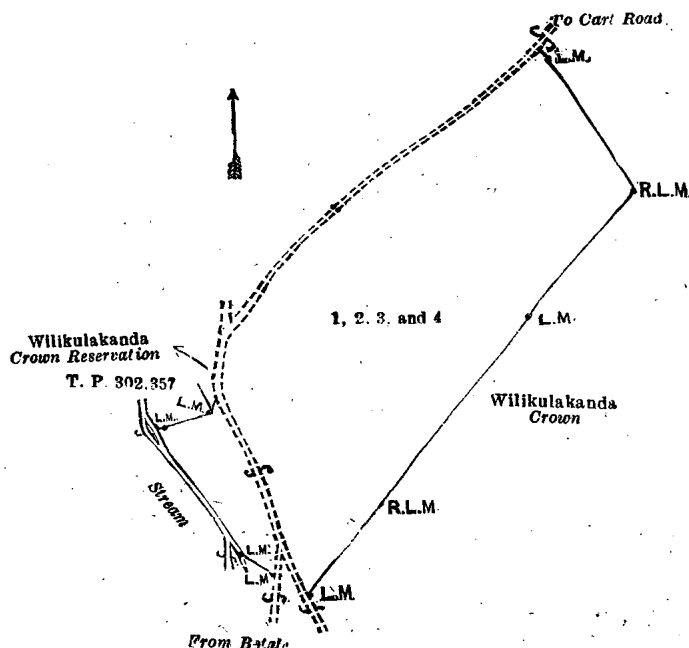 To Cart Road
L.M.
R.L.M.
1, 2. 3. and 4
L.M.
Wilikulakanda
Crown Reservation
T. P. 302,357
L.M.
L.M.
Wilikulakanda
Crown
Stream
R.L.M
L.M.
L.M
L.M.
From Batale